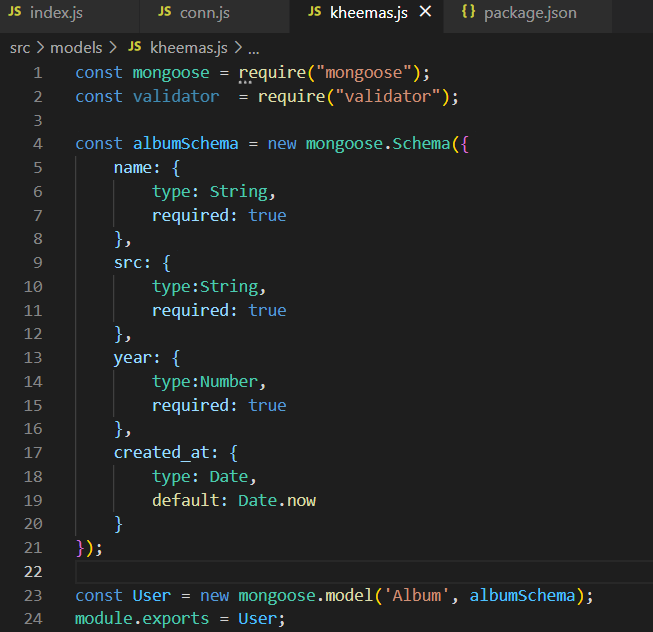 JS index.js JS conn.js JS kheemas.js X {} package.json
src > models > JS kheemas.js > ...
1 const mongoose = require("mongoose");
2 const validator  = require("validator");
3
4 const albumSchema = new mongoose.Schema({
5     name: {
6         type: String,
7         required: true
8     },
9     src: {
10         type:String,
11         required: true
12     },
13     year: {
14         type:Number,
15         required: true
16     },
17     created_at: {
18         type: Date,
19         default: Date.now
20     }
21 });
22
23 const User = new mongoose.model('Album', albumSchema);
24 module.exports = User;